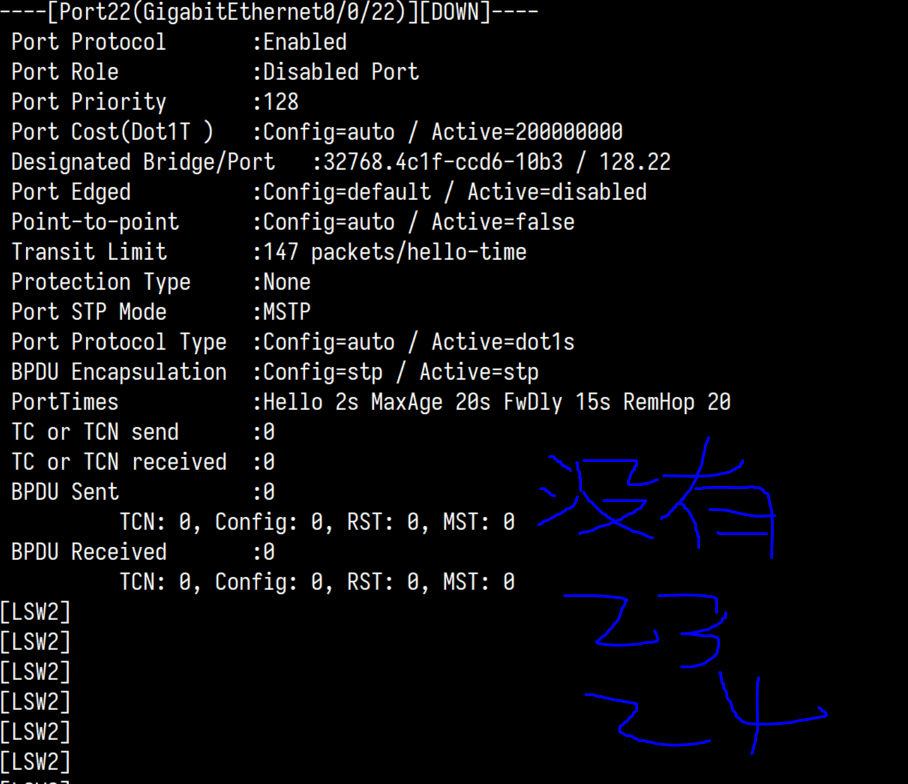 ----[Port22(GigabitEthernet0/0/22)][DOWN]----
Port Protocol :Enabled
Port Role :Disabled Port
Port Priority :128
Port Cost(Dot1T ) :Config=auto / Active=200000000
Designated Bridge/Port :32768.4c1f-ccd6-10b3 / 128.22
Port Edged :Config=default / Active=disabled
Point-to-point :Config=auto / Active=false
Transit Limit :147 packets/hello-time
Protection Type :None
Port STP Mode :MSTP
Port Protocol Type :Config=auto / Active=dot1s
BPDU Encapsulation :Config=stp / Active=stp
PortTimes :Hello 2s MaxAge 20s FwDly 15s RemHop 20
TC or TCN send :0
TC or TCN received :0
BPDU Sent :0
TCN: 0, Config: 0, RST: 0, MST: 0
BPDU Received :0
TCN: 0, Config: 0, RST: 0, MST: 0
没有
23
24
[LSW2]
[LSW2]
[LSW2]
[LSW2]
[LSW2]
[LSW2]